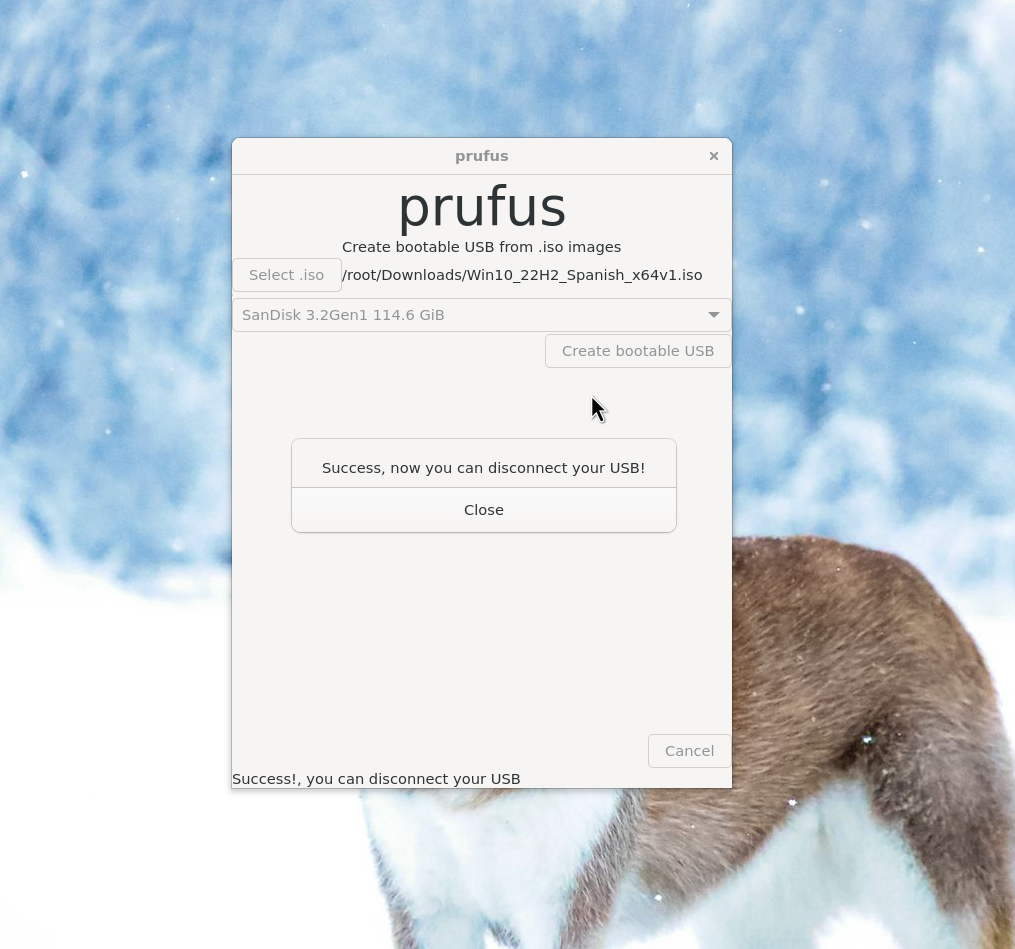 prufus
prufus
Create bootable USB from .iso images
Select .iso /root/Downloads/Win10_22H2_Spanish_x64v1.iso
SanDisk 3.2Gen1 114.6 GiB
Create bootable USB
Success, now you can disconnect your USB!
Close
Cancel
Success!, you can disconnect your USB